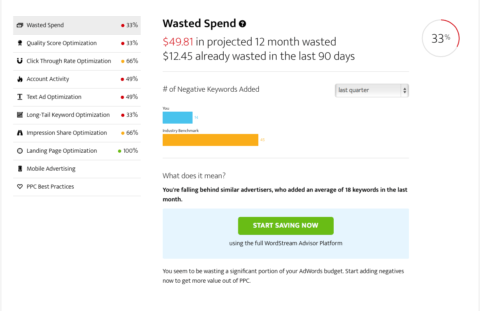 Wasted Spend 33%
Quality Score Optimization 33%
Click Through Rate Optimization 66%
Account Activity 49%
Text Ad Optimization 49%
Long-Tail Keyword Optimization 33%
Impression Share Optimization 66%
Landing Page Optimization 100%
Mobile Advertising
PPC Best Practices
Wasted Spend ?
$49.81 in projected 12 month wasted
$12.45 already wasted in the last 90 days
33%
# of Negative Keywords Added
last quarter
You
Industry Benchmark
What does it mean?
You're falling behind similar advertisers, who added an average of 18 keywords in the last
month.
START SAVING NOW
using the full WordStream Advisor Platform
You seem to be wasting a significant portion of your AdWords budget. Start adding negatives
now to get more value out of PPC.